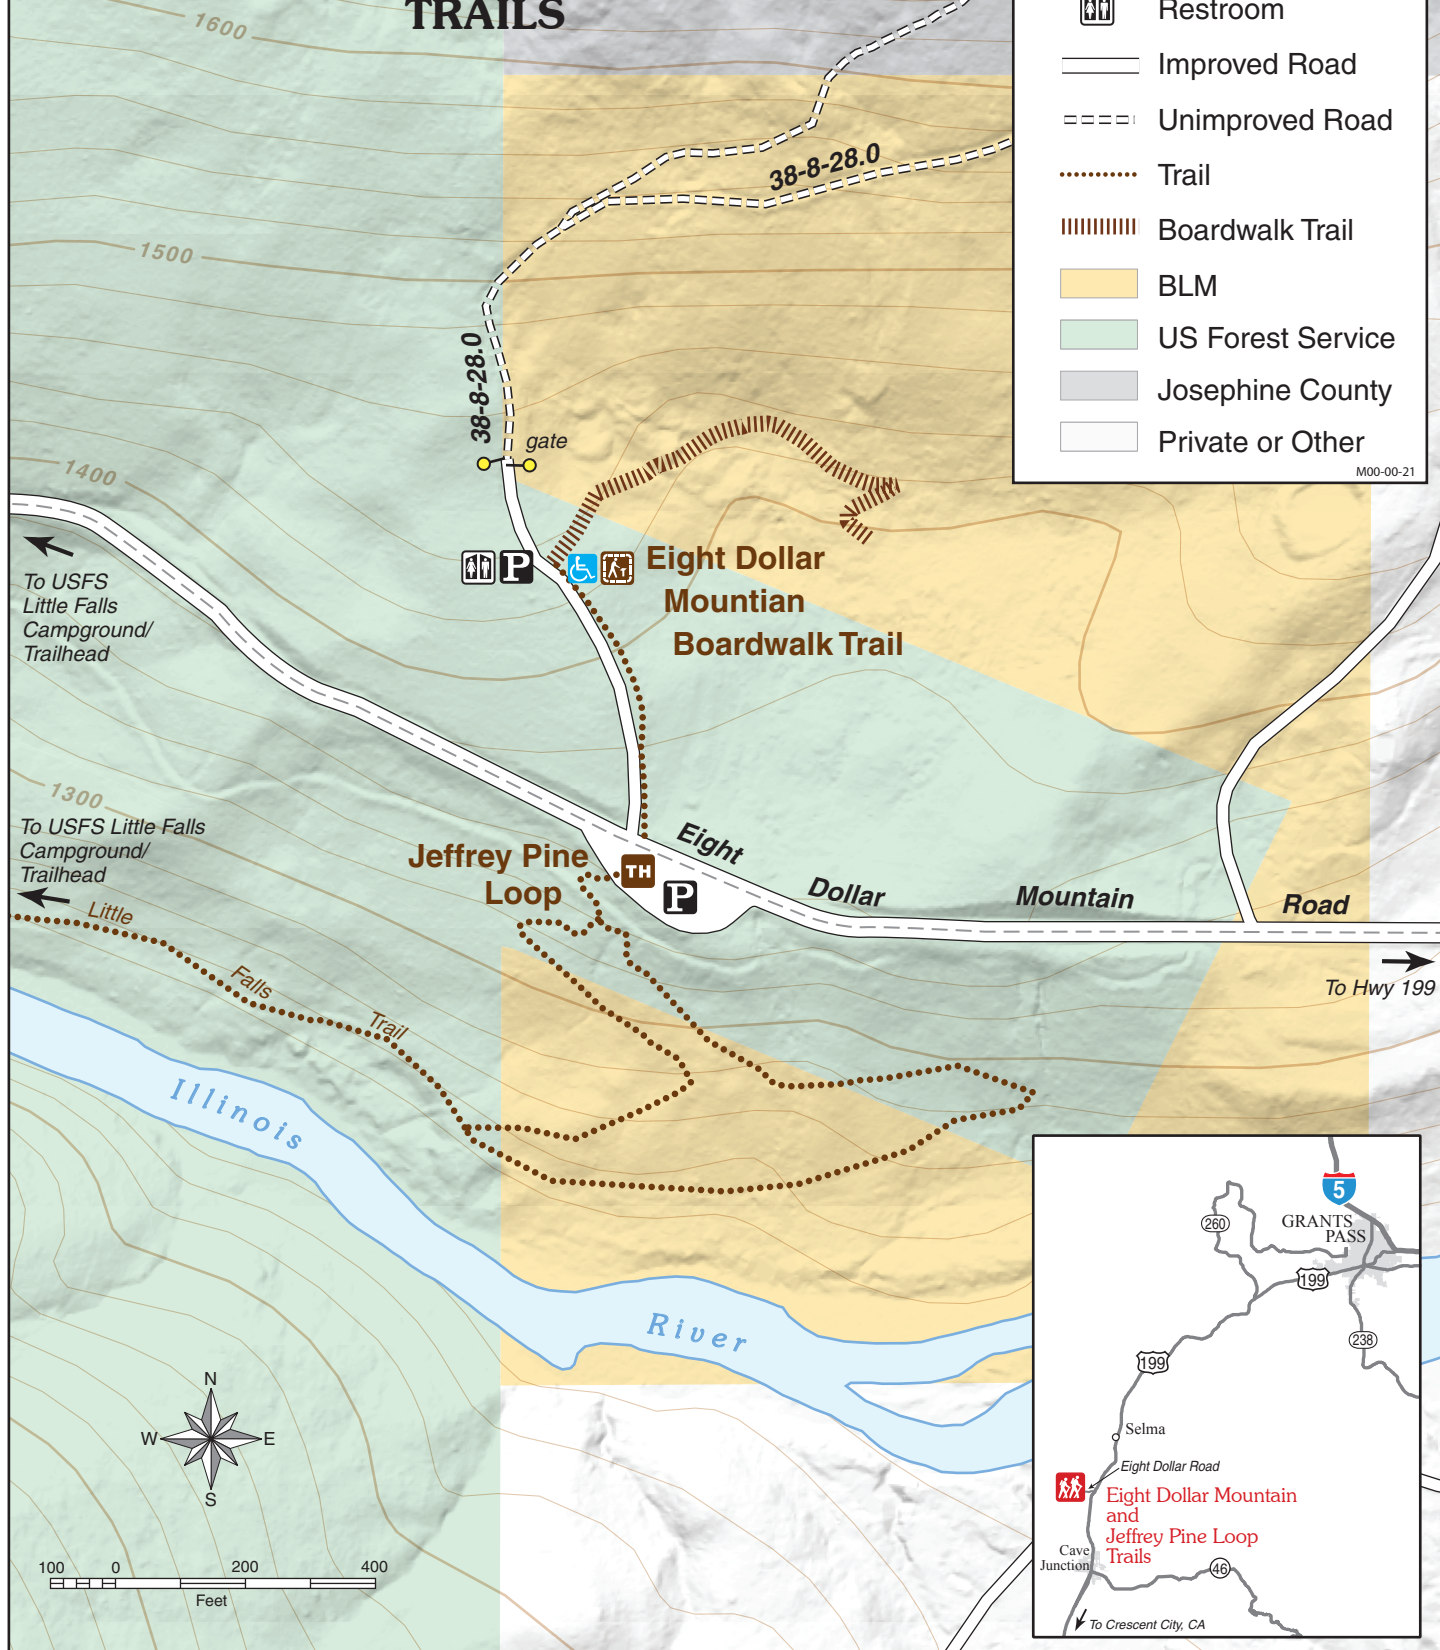 TRAILS
1600
Restroom
Improved Road
Unimproved Road
Trail
Boardwalk Trail
BLM
US Forest Service
Josephine County
Private or Other
M00-00-21
38-8-28.0
1500
38-8-28.0
gate
1400
To USFS
Little Falls
Campground/
Trailhead
P
Eight Dollar
Mountian
Boardwalk Trail
1300
To USFS Little Falls
Campground/
Trailhead
Jeffrey Pine
Loop
TH
P
Eight Dollar Mountain Road
To Hwy 199
Little Falls Trail
Illinois River
N
W E
S
100 0 200 400
Feet
5
260
GRANTS
PASS
199
238
199
Selma
Eight Dollar Road
Eight Dollar Mountain
and
Jeffrey Pine Loop
Trails
Cave
Junction
46
To Crescent City, CA